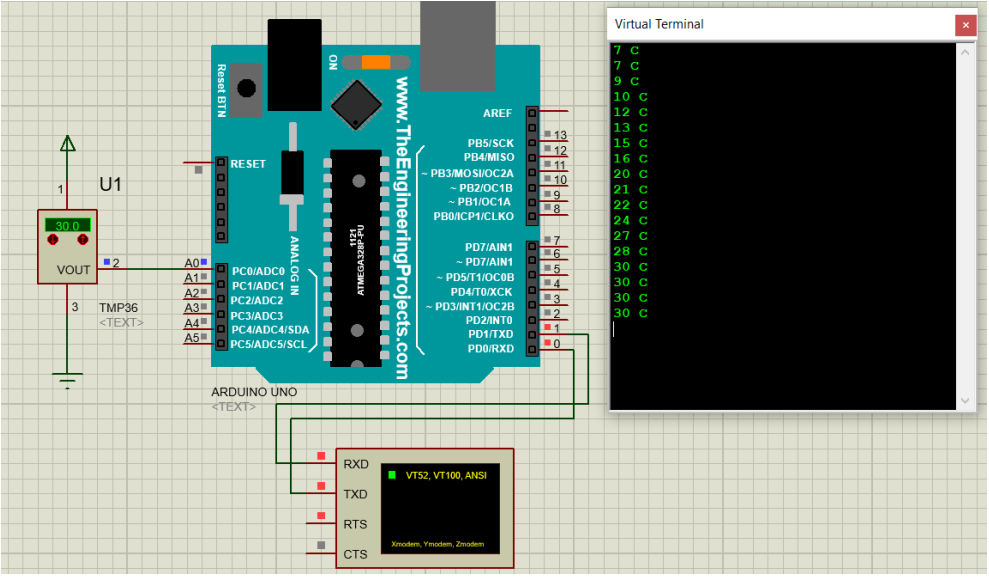 Virtual Terminal
7 C
7 C
9 C
10 C
12 C
13 C
15 C
16 C
20 C
21 C
22 C
24 C
27 C
28 C
30 C
30 C
30 C
30 C
Reset BTN
ON
www.TheEngineeringProjects.com
AREF
PB5/SCK 13
PB4/MISO 12
~ PB3/MOSI/OC2A 11
~ PB2/OC1B 10
~ PB1/OC1A 9
PB0/ICP1/CLKO 8
PD7/AIN1 7
~ PD7/AIN1 6
~ PD5/T1/OC0B 5
PD4/T0/XCK 4
~ PD3/INT1/OC2B 3
PD2/INT0 2
PD1/TXD 1
PD0/RXD 0
RESET
1121
ATMEGA328P-PU
ANALOG IN
A0 PC0/ADC0
A1 PC1/ADC1
A2 PC2/ADC2
A3 PC3/ADC3
A4 PC4/ADC4/SDA
A5 PC5/ADC5/SCL
1
U1
30.0
VOUT 2
3
TMP36
<TEXT>
ARDUINO UNO
<TEXT>
RXD
TXD
RTS
CTS
VT52, VT100, ANSI
Xmodem, Ymodem, Zmodem